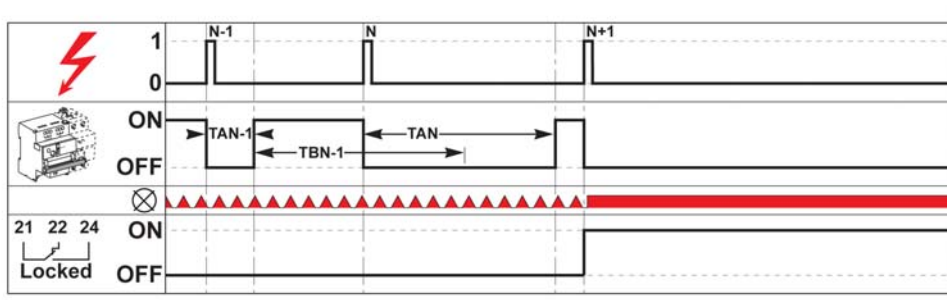 N-1 N N+1
1
0
ON
TAN-1 TAN
TBN-1
OFF
21 22 24 ON
Locked OFF